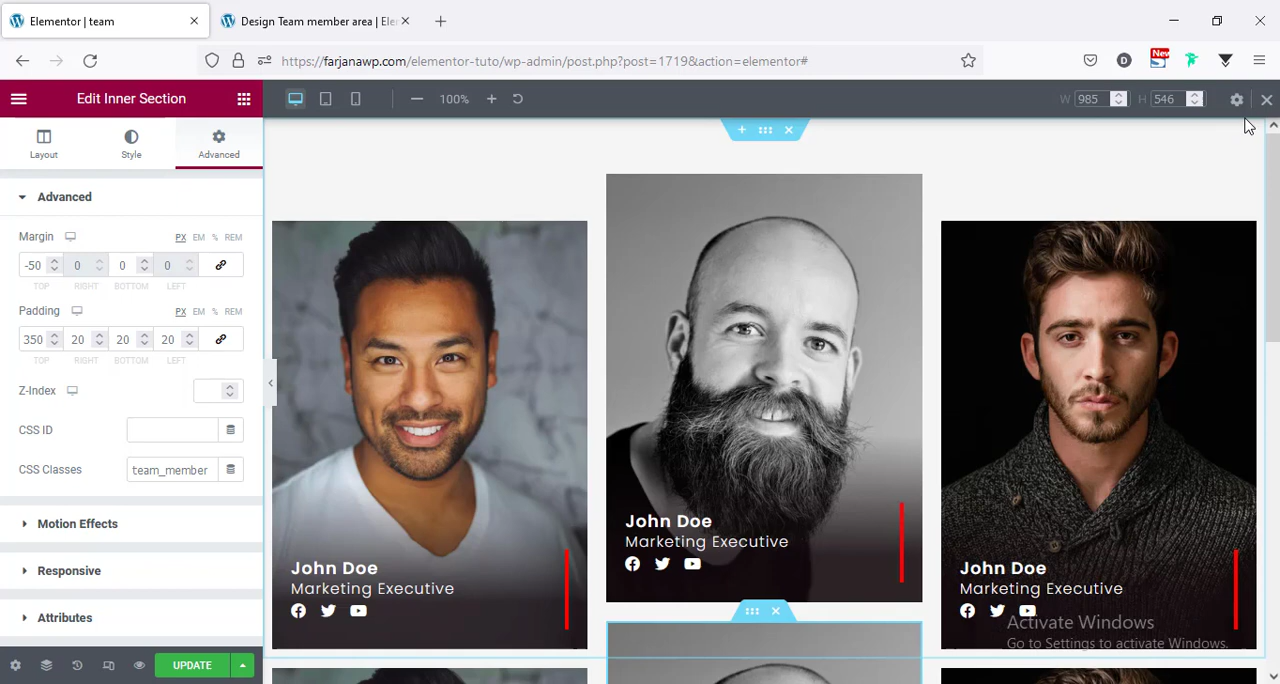 Elementor | team
Design Team member area | Ele
https://farjanawp.com/elementor-tuto/wp-admin/post.php?post=1719&action=elementor#
New
D
Edit Inner Section
100%
W 985
H 546
Layout
Style
Advanced
Advanced
Margin
PX EM % REM
-50 0 0 0
TOP RIGHT BOTTOM LEFT
Padding
PX EM % REM
350 20 20 20
TOP RIGHT BOTTOM LEFT
Z-Index
CSS ID
CSS Classes
team_member
Motion Effects
Responsive
Attributes
UPDATE
John Doe
Marketing Executive
John Doe
Marketing Executive
John Doe
Marketing Executive
Activate Windows
Go to Settings to activate Windows.